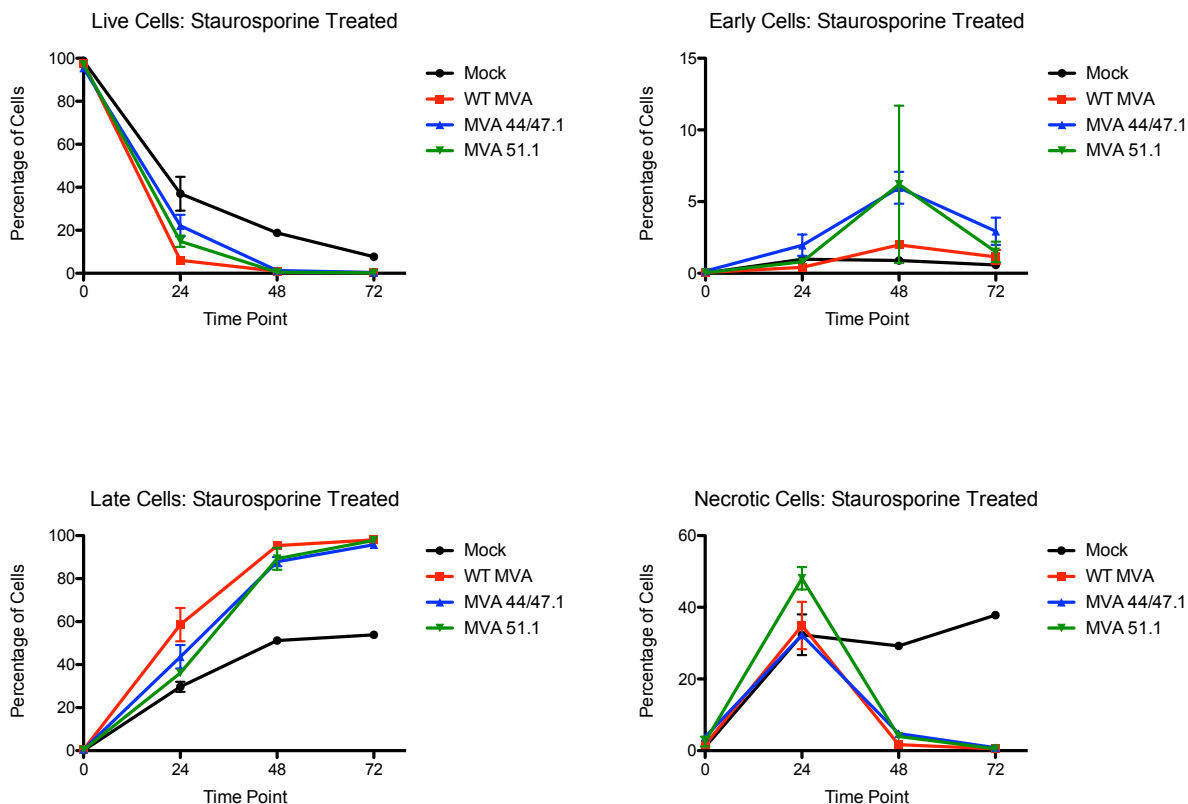 Live Cells: Staurosporine Treated
Percentage of Cells
100
80
60
40
20
0
0 24 48 72
Time Point
Mock
WT MVA
MVA 44/47.1
MVA 51.1
Early Cells: Staurosporine Treated
Percentage of Cells
15
10
5
0
0 24 48 72
Time Point
Mock
WT MVA
MVA 44/47.1
MVA 51.1
Late Cells: Staurosporine Treated
Percentage of Cells
100
80
60
40
20
0
0 24 48 72
Time Point
Mock
WT MVA
MVA 44/47.1
MVA 51.1
Necrotic Cells: Staurosporine Treated
Percentage of Cells
60
40
20
0
0 24 48 72
Time Point
Mock
WT MVA
MVA 44/47.1
MVA 51.1